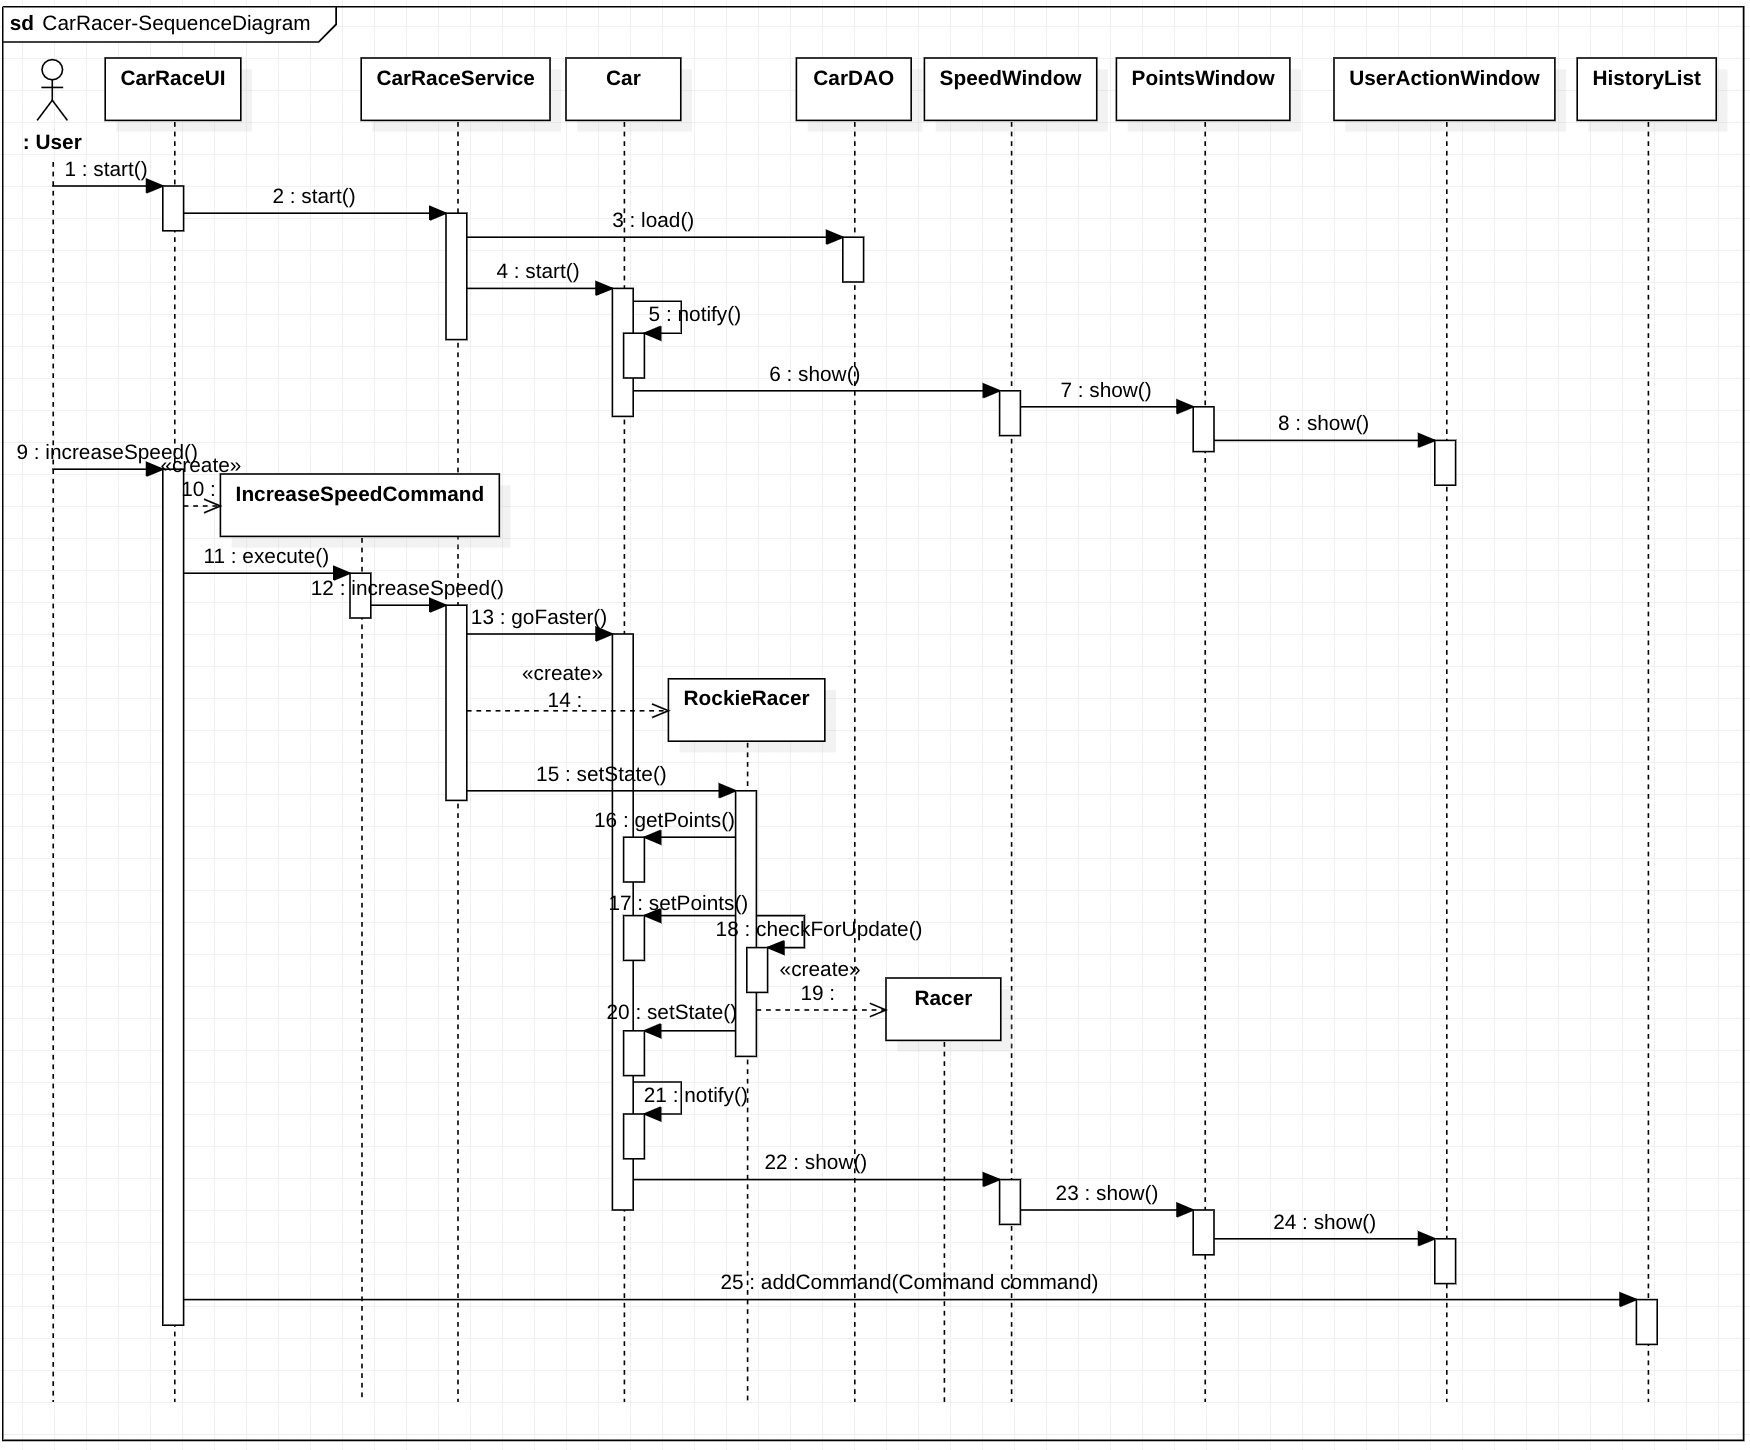 sd CarRacer-SequenceDiagram
CarRaceUI
CarRaceService
Car
CarDAO
SpeedWindow
PointsWindow
UserActionWindow
HistoryList
: User
1 : start()
2 : start()
3 : load()
4 : start()
5 : notify()
6 : show()
7 : show()
8 : show()
9 : increaseSpeed()
«create»
10 :
IncreaseSpeedCommand
11 : execute()
12 : increaseSpeed()
13 : goFaster()
«create»
14 :
RockieRacer
15 : setState()
16 : getPoints()
17 : setPoints()
18 : checkForUpdate()
«create»
19 :
Racer
20 : setState()
21 : notify()
22 : show()
23 : show()
24 : show()
25 : addCommand(Command command)